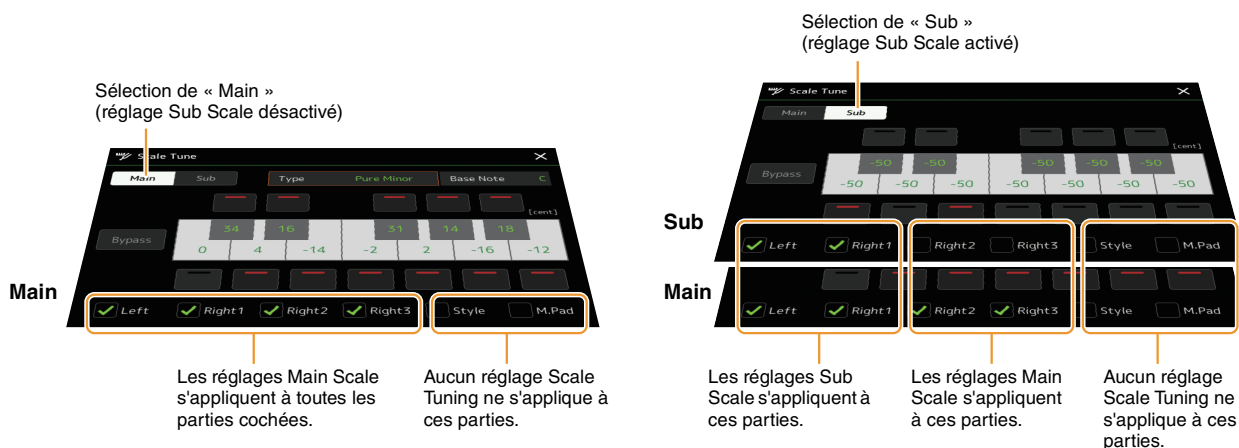 Sélection de « Main »
(réglage Sub Scale désactivé)
Scale Tune
Main Sub Type Pure Minor Base Note C
[cent]
34 16 31 14 18
Bypass
0 4 -14 -2 2 -16 -12
Main
Left Right1 Right2 Right3 Style M.Pad
Les réglages Main Scale
s'appliquent à toutes les
parties cochées.
Aucun réglage Scale
Tuning ne s'applique à
ces parties.
Sélection de « Sub »
(réglage Sub Scale activé)
Scale Tune
Main Sub
[cent]
-50 -50 -50 -50 -50
Bypass
-50 -50 -50 -50 -50 -50 -50
Sub
Left Right1 Right2 Right3 Style M.Pad
Main
Left Right1 Right2 Right3 Style M.Pad
Les réglages Sub
Scale s'appliquent à
ces parties.
Les réglages Main
Scale s'appliquent
à ces parties.
Aucun réglage
Scale Tuning ne
s'applique à ces
parties.